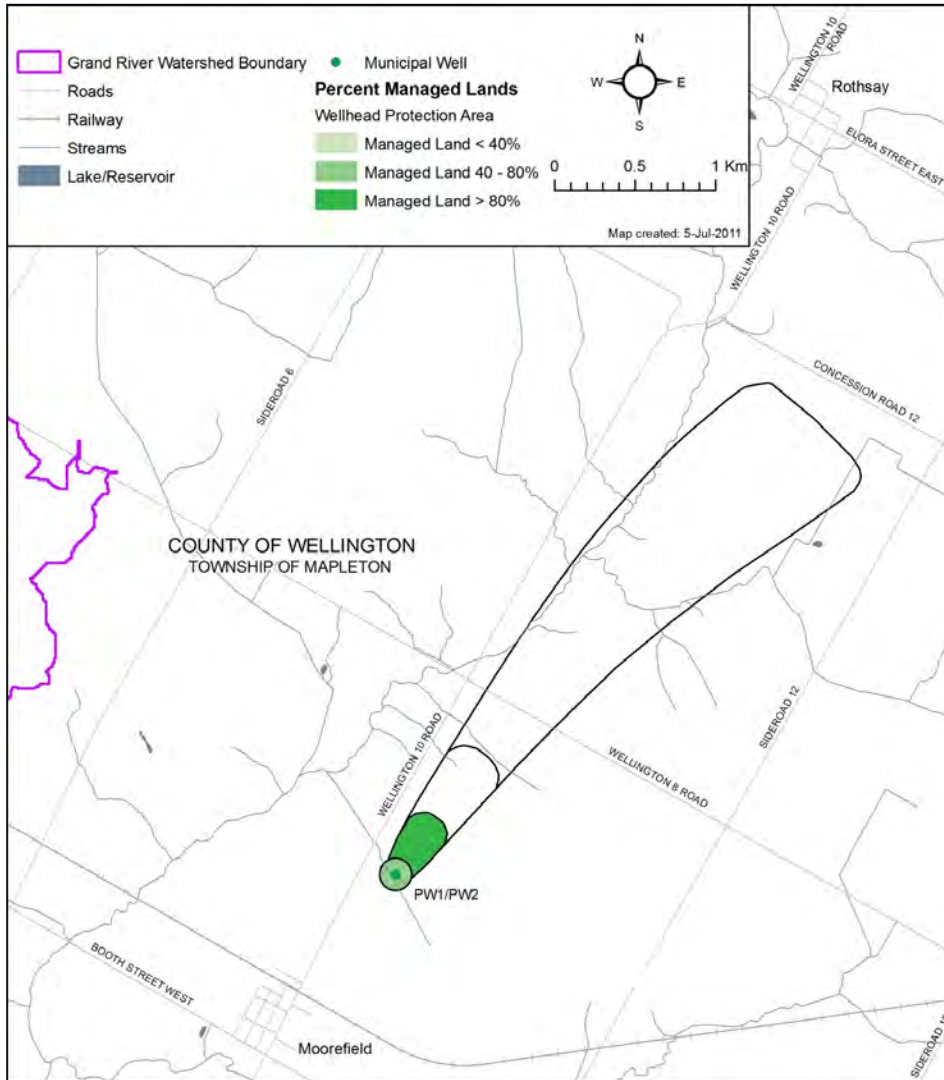 Grand River Watershed Boundary
Roads
Railway
Streams
Lake/Reservoir
Municipal Well
Percent Managed Lands
Wellhead Protection Area
Managed Land < 40%
Managed Land 40 - 80%
Managed Land > 80%
N
W E
S
0 0.5 1 Km
Map created: 5-Jul-2011
WELLINGTON 10
ROAD
Rothsay
ELORA STREET EAST
WELLINGTON 10 ROAD
SIDEROAD 6
CONCESSION ROAD 12
COUNTY OF WELLINGTON
TOWNSHIP OF MAPLETON
WELLINGTON 10 ROAD
SIDEROAD 12
WELLINGTON 8 ROAD
PW1/PW2
BOOTH STREET WEST
Moorefield
SIDEROAD